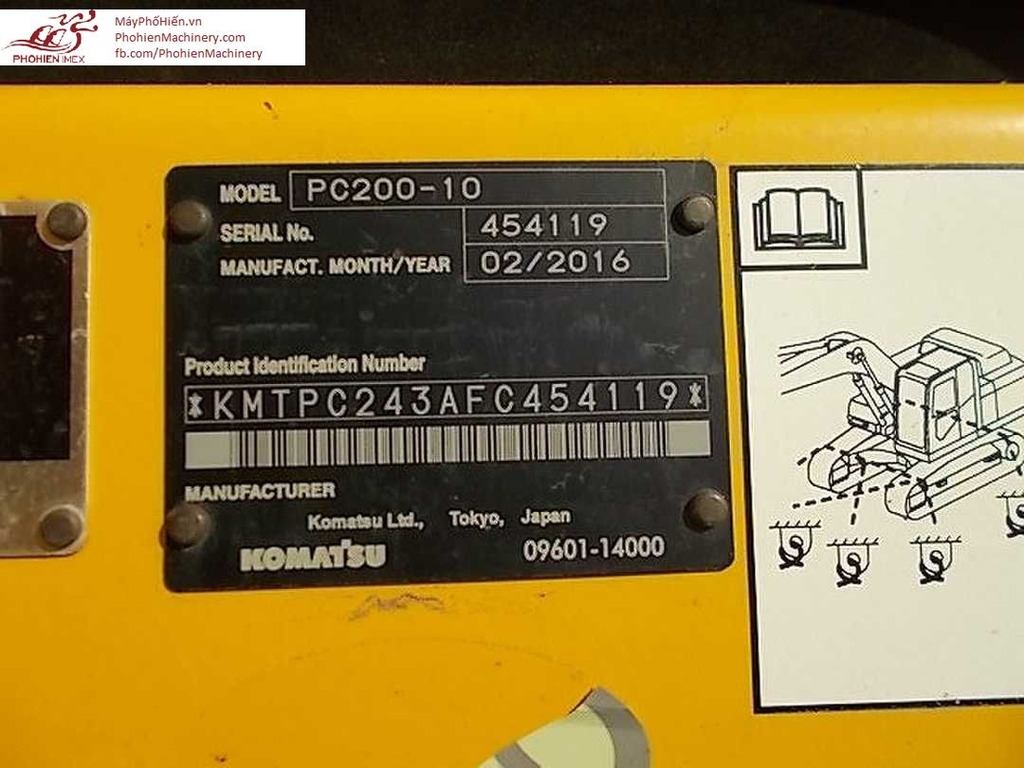 PHOHIEN IMEX
MáyPhốHiến.vn
PhohienMachinery.com
fb.com/PhohienMachinery
MODEL PC200-10
SERIAL No. 454119
MANUFACT. MONTH/YEAR 02/2016
Product Identification Number
*KMTPC243AFC454119*
MANUFACTURER
Komatsu Ltd., Tokyo, Japan
KOMATSU 09601-14000